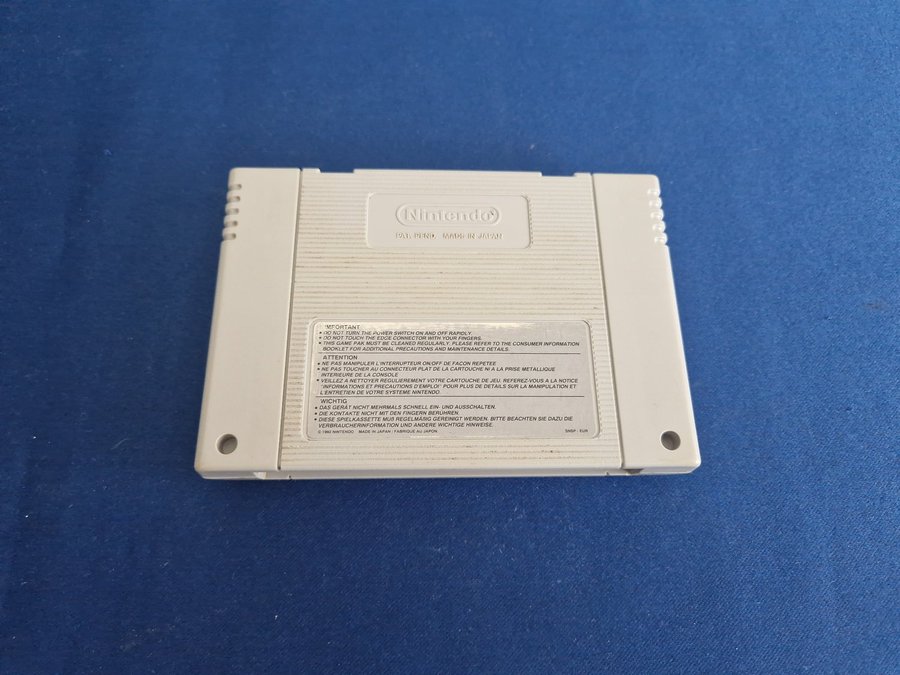 Nintendo
PAT. PEND. MADE IN JAPAN
IMPORTANT:
• DO NOT TURN THE POWER SWITCH ON AND OFF RAPIDLY.
• DO NOT TOUCH THE EDGE CONNECTOR WITH YOUR FINGERS.
• THIS GAME PAK MUST BE CLEANED REGULARLY. PLEASE REFER TO THE CONSUMER INFORMATION
BOOKLET FOR ADDITIONAL PRECAUTIONS AND MAINTENANCE DETAILS.
ATTENTION
• NE PAS MANIPULER L'INTERRUPTEUR ON/OFF DE FACON REPETEE
• NE PAS TOUCHER AU CONNECTEUR PLAT DE LA CARTOUCHE NI A LA PRISE METALLIQUE
INTERIEURE DE LA CONSOLE
• VEILLEZ A NETTOYER REGULIEREMENT VOTRE CARTOUCHE DE JEU. REFEREZ-VOUS A LA NOTICE
"INFORMATIONS ET PRECAUTIONS D'EMPLOI" POUR PLUS DE DETAILS SUR LA MANIPULATION ET
L'ENTRETIEN DE VOTRE SYSTEME NINTENDO.
WICHTIG
• DAS GERÄT NICHT MEHRMALS SCHNELL EIN- UND AUSSCHALTEN.
• DIE KONTAKTE NICHT MIT DEN FINGERN BERÜHREN
• DIESE SPIELKASSETTE MUß REGELMÄßIG GEREINIGT WERDEN. BITTE BEACHTEN SIE DAZU DIE
VERBRAUCHERINFORMATION UND ANDERE WICHTIGE HINWEISE.
© 1992 NINTENDO MADE IN JAPAN / FABRIQUE AU JAPON SNSP - EUR